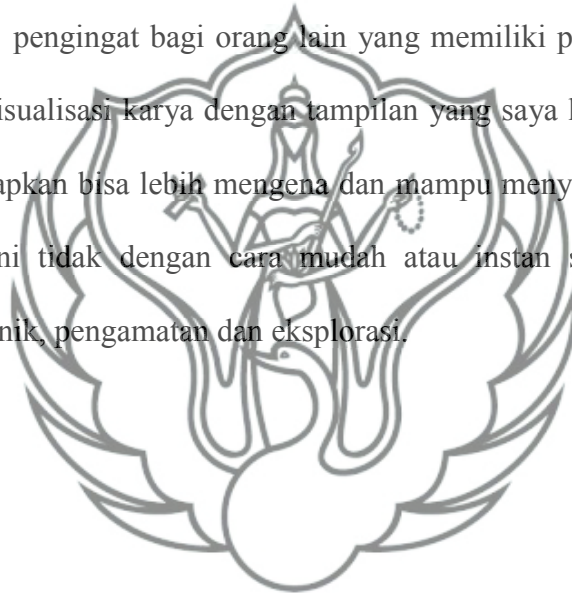 pengingat bagi orang lain yang memiliki p
isualisasi karya dengan tampilan yang saya
apkan bisa lebih mengena dan mampu meny
ni tidak dengan cara mudah atau instan s
nik, pengamatan dan eksplorasi.